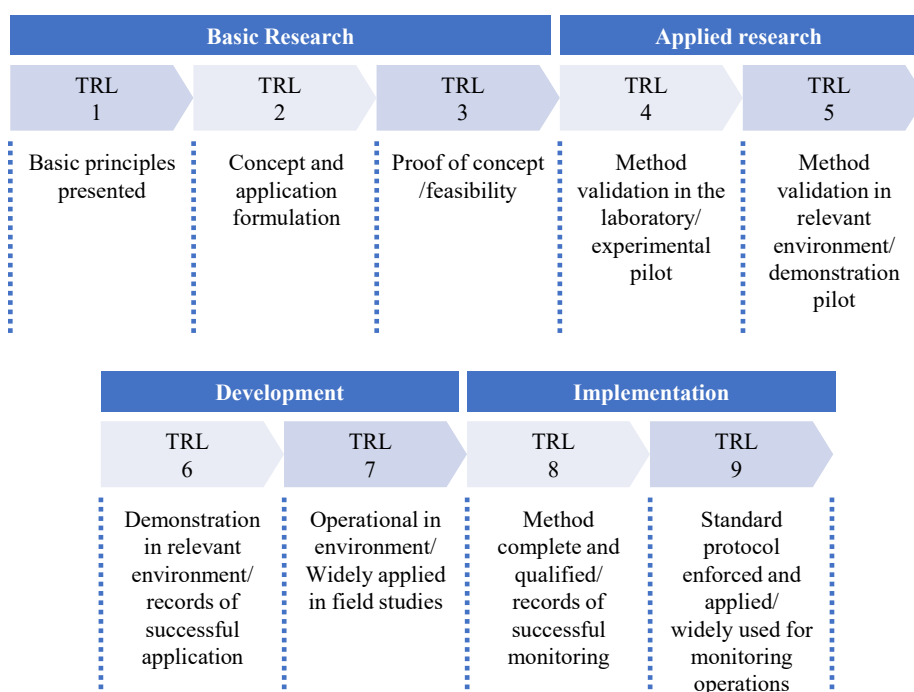 Basic Research
Applied research
TRL
1
TRL
2
TRL
3
TRL
4
TRL
5
Basic principles
presented
Concept and
application
formulation
Proof of concept
/feasibility
Method
validation in the
laboratory/
experimental
pilot
Method
validation in
relevant
environment/
demonstration
pilot
Development
Implementation
TRL
6
TRL
7
TRL
8
TRL
9
Demonstration
in relevant
environment/
records of
successful
application
Operational in
environment/
Widely applied
in field studies
Method
complete and
qualified/
records of
successful
monitoring
Standard
protocol
enforced and
applied/
widely used for
monitoring
operations